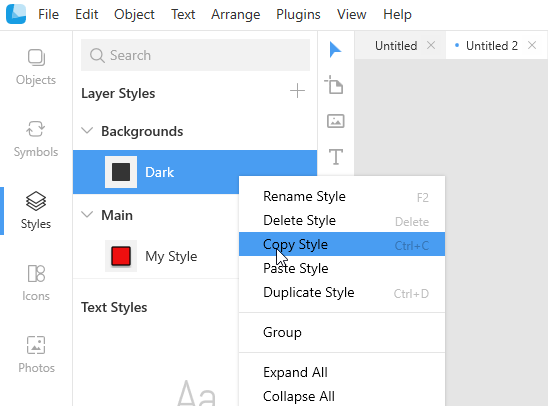 File Edit Object Text Arrange Plugins View Help
Objects
Symbols
Styles
Icons
Photos
Search
Layer Styles
Backgrounds
Dark
Main
My Style
Text Styles
Aa
Untitled
Untitled 2
T
Rename Style F2
Delete Style Delete
Copy Style Ctrl+C
Paste Style
Duplicate Style Ctrl+D
Group
Expand All
Collapse All